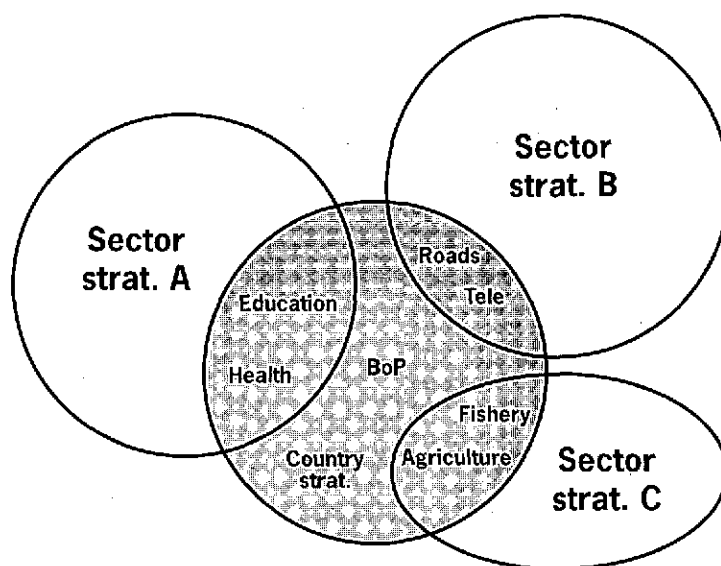 Sector
strat. B
Sector
strat. A
Roads
Tele
Education
BoP
Health
Fishery
Agriculture
Country
strat.
Sector
strat. C